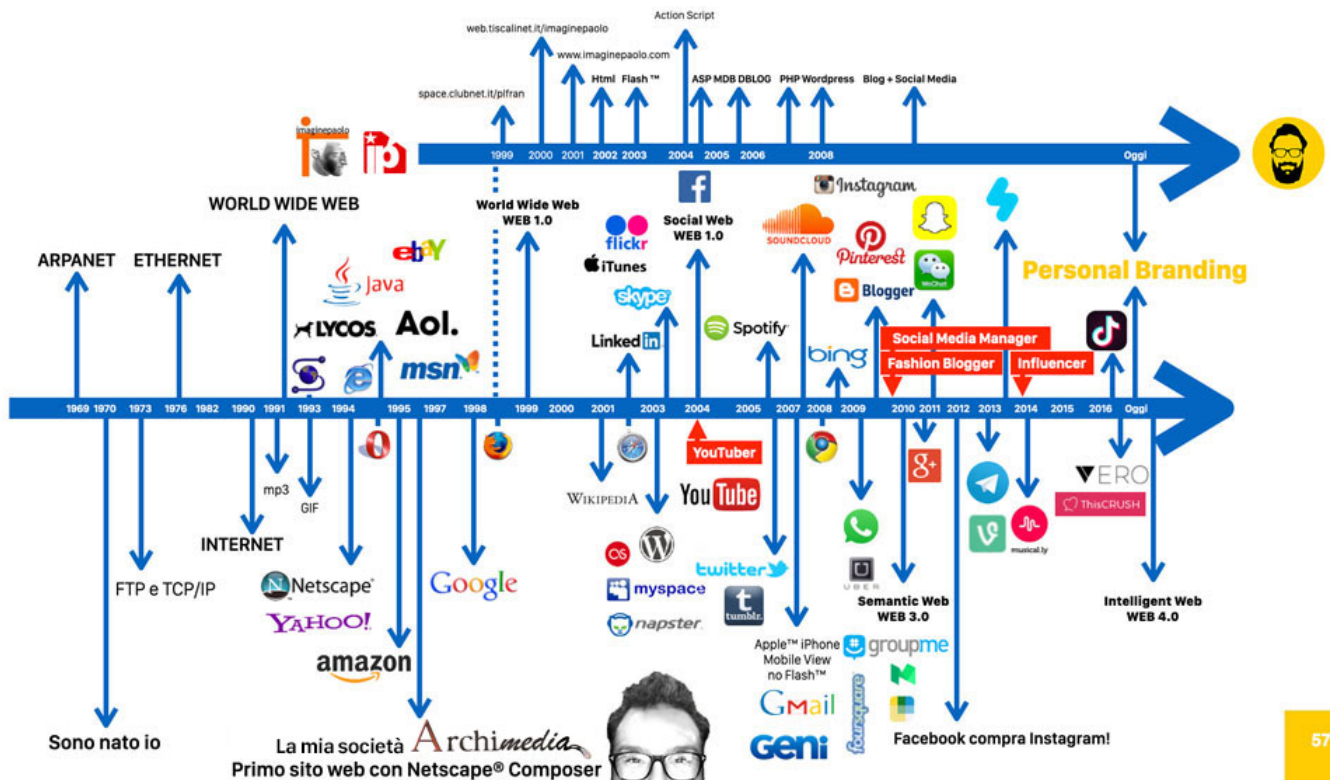 Action Script
web.tiscalinet.it/imaginepaolo
www.imaginepaolo.com
Html Flash ™ ASP MDB DBLOG PHP Wordpress Blog + Social Media
space.clubnet.it/plfran
imaginepaolo
1999 2000 2001 2002 2003 2004 2005 2006 2008 Oggi
WORLD WIDE WEB
World Wide Web
WEB 1.0
Social Web
WEB 1.0
Instagram
flickr
SOUNDCLOUD
Pinterest
ARPANET
ETHERNET
ebay
Java
iTunes
WeChat
Personal Branding
skype
Blogger
LYCOS
Aol.
Linked in
Spotify
bing
Social Media Manager
msn
Fashion Blogger
Influencer
1969 1970 1973 1976 1982 1990 1991 1993 1994 1995 1997 1998 1999 2000 2001 2003 2004 2005 2007 2008 2009 2010 2011 2012 2013 2014 2015 2016 Oggi
YouTuber
g+
mp3
GIF
WIKIPEDIA
You Tube
VERO
ThisCRUSH
musical.ly
INTERNET
FTP e TCP/IP
N Netscape®
Google
twitter
myspace
UBER
YAHOO!
tumblr.
napster
Semantic Web
WEB 3.0
Intelligent Web
WEB 4.0
amazon
Apple™ iPhone
Mobile View
no Flash™
groupme
Gmail
foursquare
Geni
Sono nato io
La mia società Archimedia
Primo sito web con Netscape® Composer
Facebook compra Instagram!
57